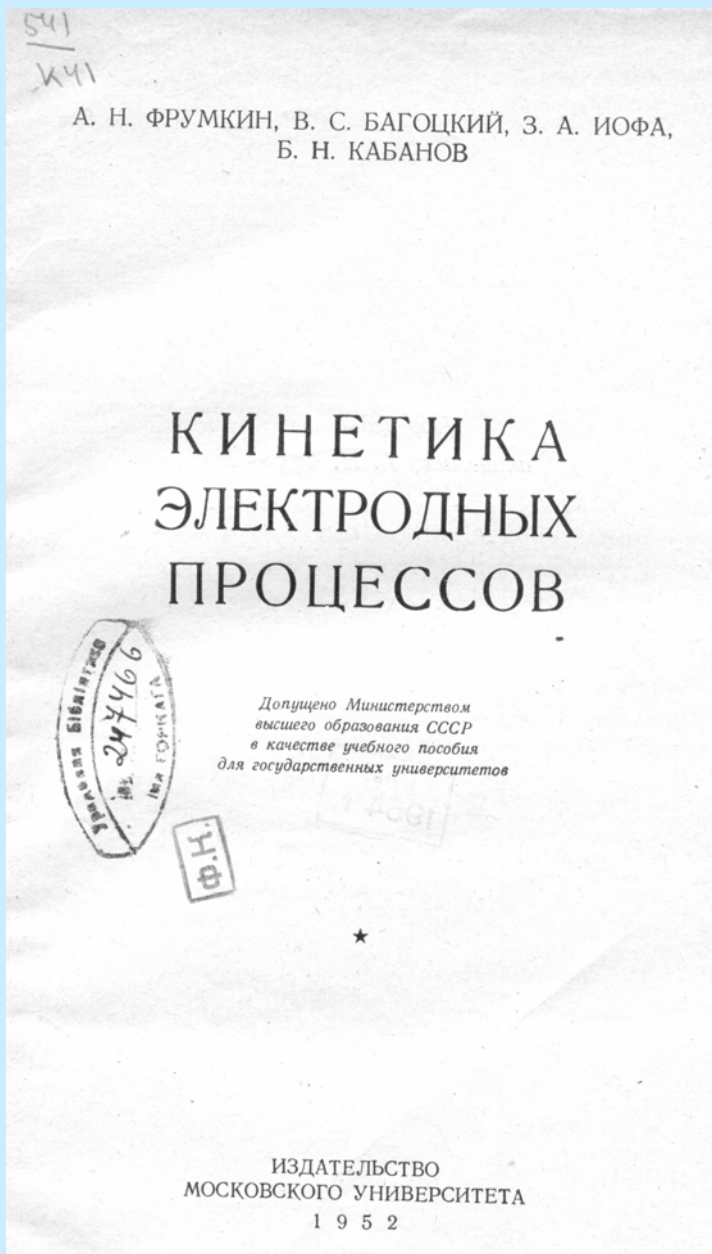 541
К41
А. Н. ФРУМКИН, В. С. БАГОЦКИЙ, З. А. ИОФА,
Б. Н. КАБАНОВ
КИНЕТИКА
ЭЛЕКТРОДНЫХ
ПРОЦЕССОВ
Допущено Министерством
высшего образования СССР
в качестве учебного пособия
для государственных университетов
247466
Ф.К.
★
ИЗДАТЕЛЬСТВО
МОСКОВСКОГО УНИВЕРСИТЕТА
1952